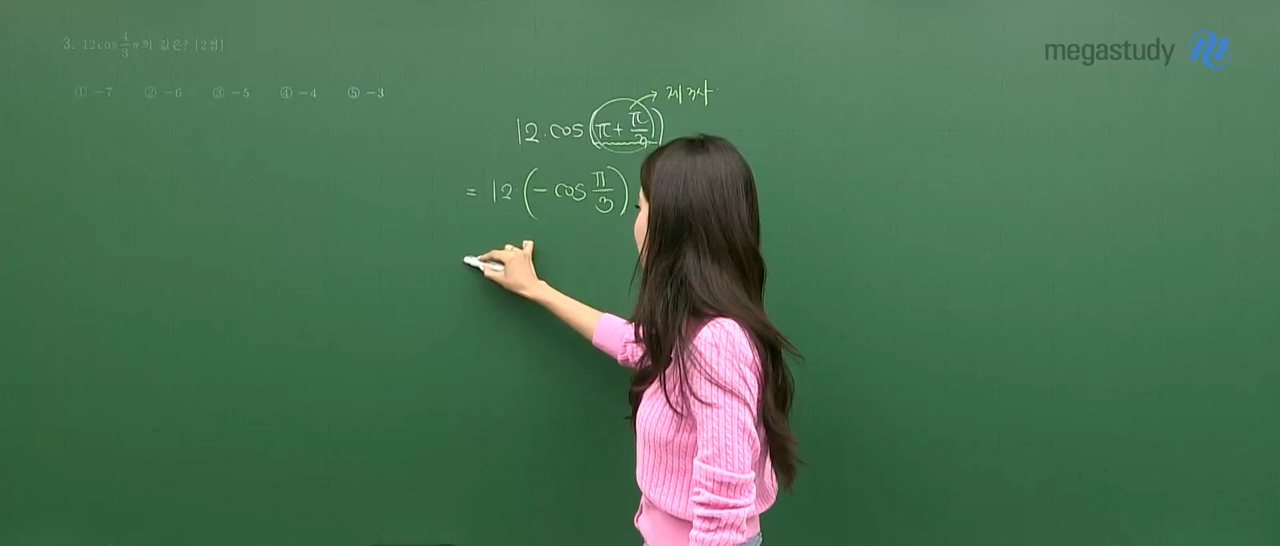 3. 12cos 4/3 π의 값은? [2점]
① -7 ② -6 ③ -5 ④ -4 ⑤ -3
megastudy
→ 제3사
12·cos(π + π/3)
= 12(-cos π/3)